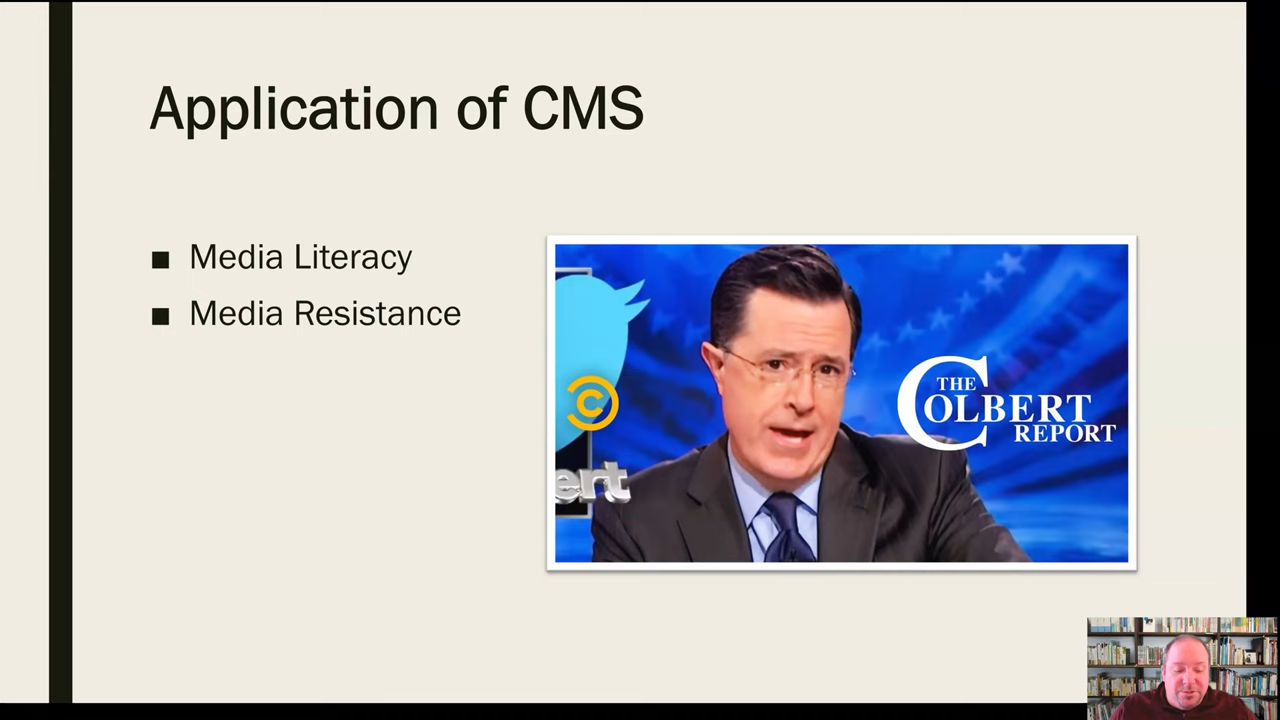 Application of CMS
■ Media Literacy
■ Media Resistance
THE
COLBERT
REPORT
ert